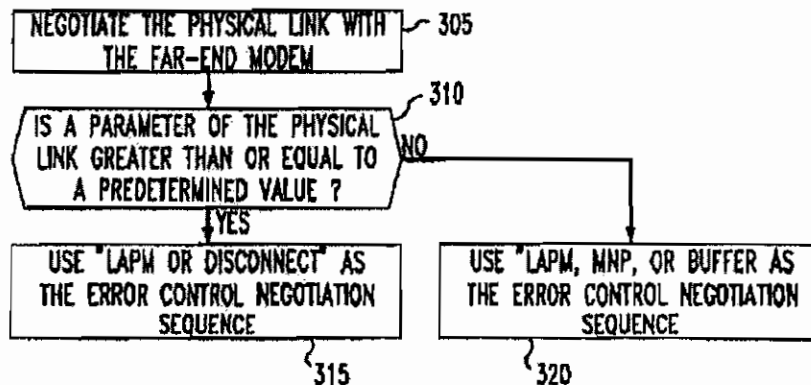 NEGOTIATE THE PHYSICAL LINK WITH
THE FAR-END MODEM
305
310
IS A PARAMETER OF THE PHYSICAL
LINK GREATER THAN OR EQUAL TO
A PREDETERMINED VALUE ?
NO
YES
USE "LAPM OR DISCONNECT" AS
THE ERROR CONTROL NEGOTIATION
SEQUENCE
315
USE "LAPM, MNP, OR BUFFER AS
THE ERROR CONTROL NEGOTIATION
SEQUENCE
320